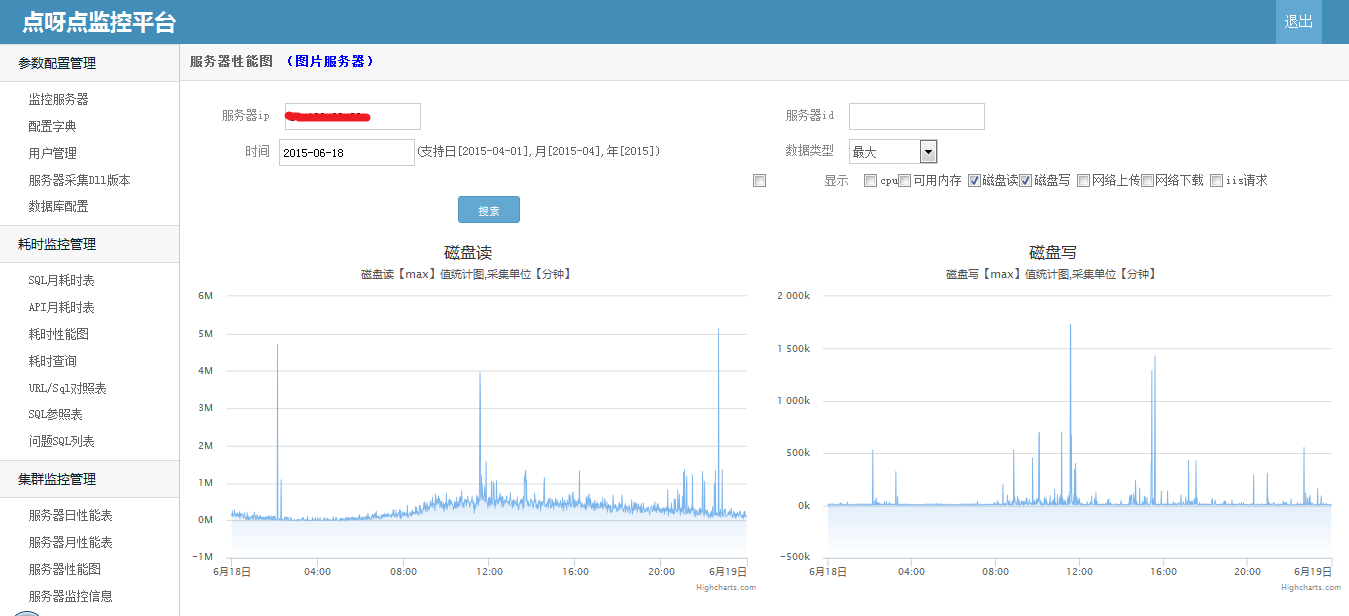 点呀点监控平台
退出
参数配置管理
监控服务器
配置字典
用户管理
服务器采集Dll版本
数据库配置
耗时监控管理
SQL月耗时表
API月耗时表
耗时性能图
耗时查询
URL/Sql对照表
SQL参照表
问题SQL列表
集群监控管理
服务器日性能表
服务器月性能表
服务器性能图
服务器监控信息
服务器性能图 (图片服务器)
服务器ip
服务器id
时间 2015-06-18 (支持日[2015-04-01],月[2015-04],年[2015])
数据类型 最大
显示 cpu 可用内存 磁盘读 磁盘写 网络上传 网络下载 iis请求
搜索
磁盘读
磁盘读【max】值统计图,采集单位【分钟】
6M
5M
4M
3M
2M
1M
0M
-1M
6月18日 04:00 08:00 12:00 16:00 20:00 6月19日
Highcharts.com
磁盘写
磁盘写【max】值统计图,采集单位【分钟】
2 000k
1 500k
1 000k
500k
0k
-500k
6月18日 04:00 08:00 12:00 16:00 20:00 6月19日
Highcharts.com